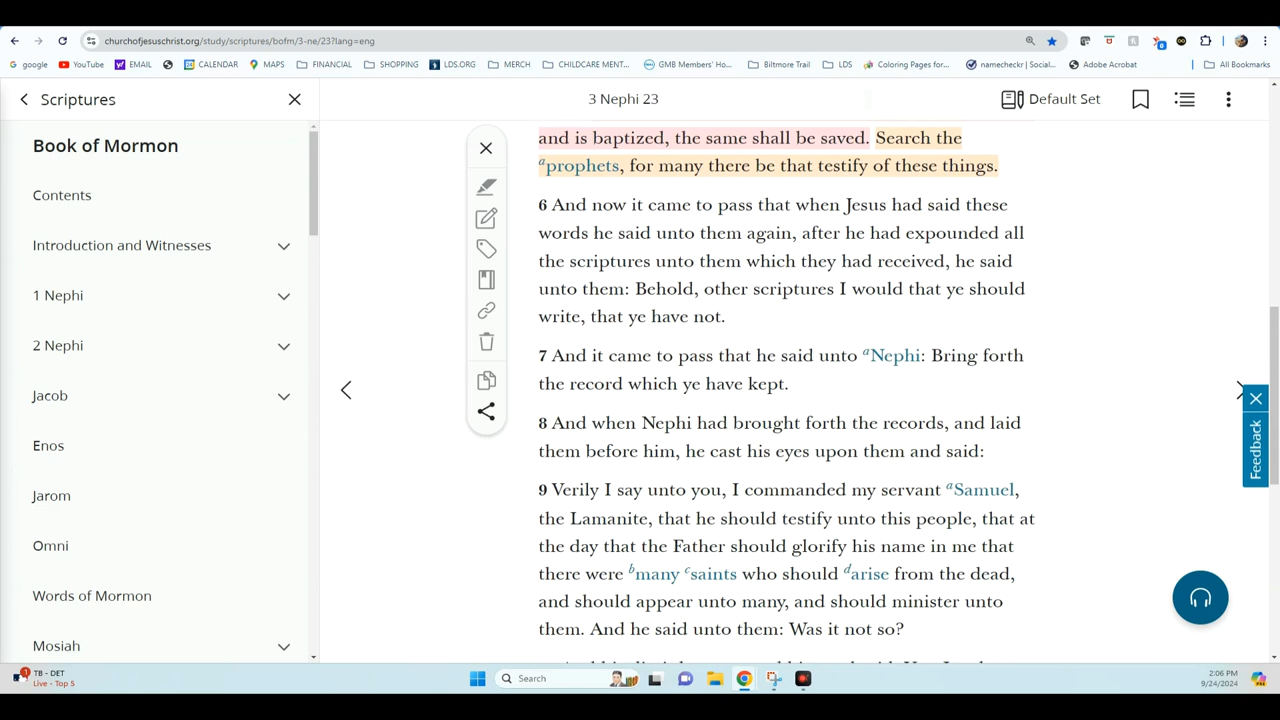 churchofjesuschrist.org/study/scriptures/bofm/3-ne/23?lang=eng
google YouTube EMAIL CALENDAR MAPS FINANCIAL SHOPPING LDS.ORG MERCH CHILDCARE MENT... GMB Members' Ho... Biltmore Trail LDS Coloring Pages for... namecheckr | Social... Adobe Acrobat All Bookmarks
Scriptures
3 Nephi 23
Default Set
Book of Mormon
Contents
Introduction and Witnesses
1 Nephi
2 Nephi
Jacob
Enos
Jarom
Omni
Words of Mormon
Mosiah
and is baptized, the same shall be saved. Search the
a prophets, for many there be that testify of these things.
6 And now it came to pass that when Jesus had said these
words he said unto them again, after he had expounded all
the scriptures unto them which they had received, he said
unto them: Behold, other scriptures I would that ye should
write, that ye have not.
7 And it came to pass that he said unto a Nephi: Bring forth
the record which ye have kept.
8 And when Nephi had brought forth the records, and laid
them before him, he cast his eyes upon them and said:
9 Verily I say unto you, I commanded my servant a Samuel,
the Lamanite, that he should testify unto this people, that at
the day that the Father should glorify his name in me that
there were b many c saints who should d arise from the dead,
and should appear unto many, and should minister unto
them. And he said unto them: Was it not so?
Feedback
1
TB - DET
Live - Top 5
Search
2:06 PM
9/24/2024